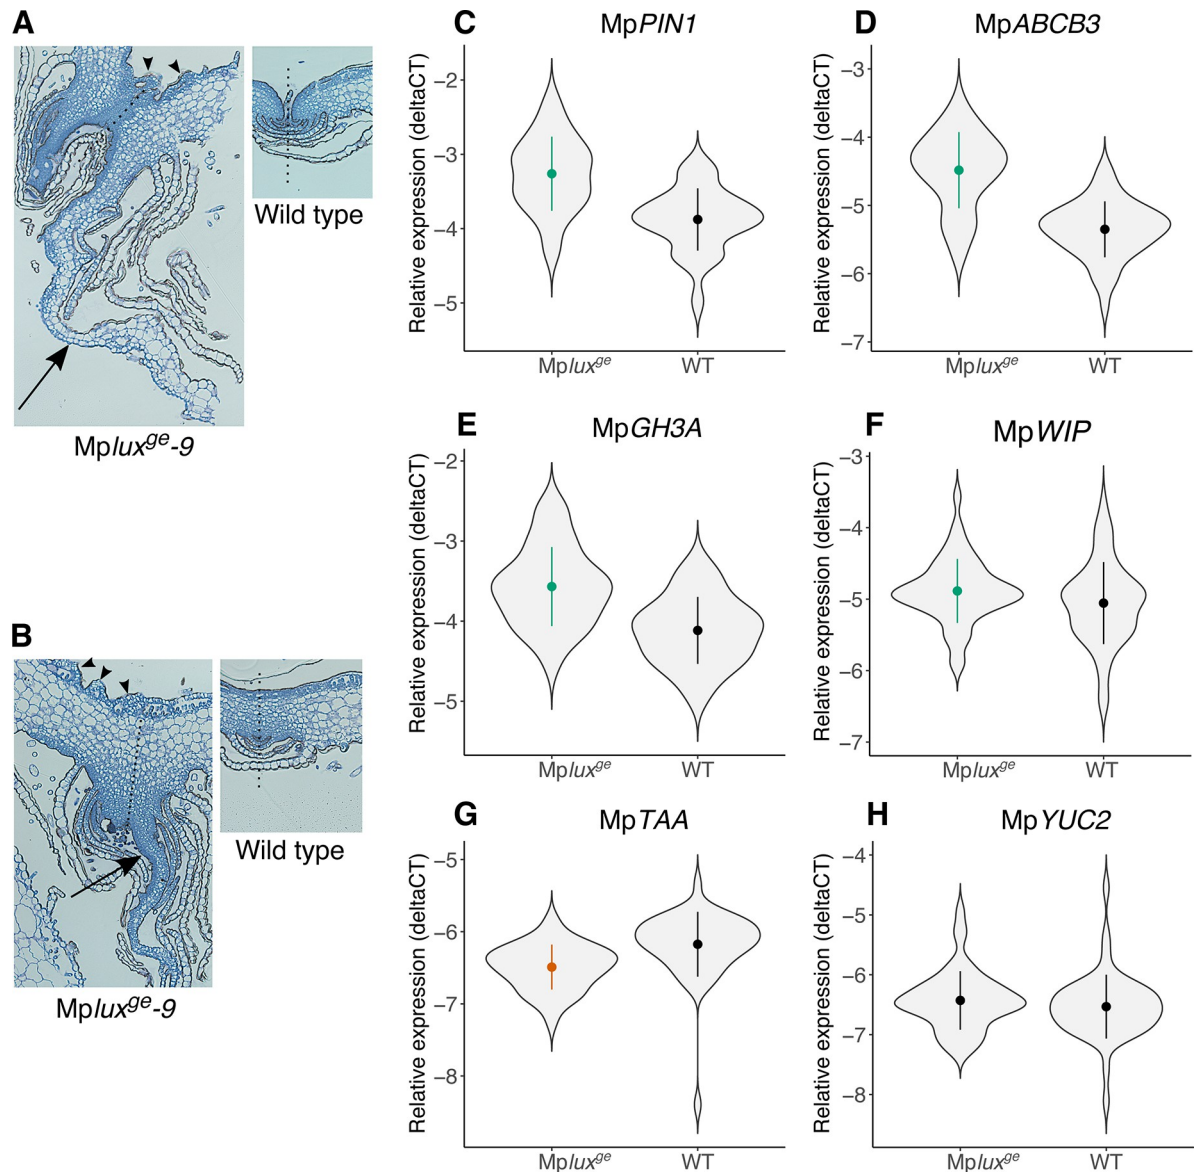 A
Wild type
Mplux^ge-9
B
Wild type
Mplux^ge-9
C
MpPIN1
Relative expression (deltaCT)
−2
−3
−4
−5
Mplux^ge
WT
D
MpABCB3
Relative expression (deltaCT)
−3
−4
−5
−6
−7
Mplux^ge
WT
E
MpGH3A
Relative expression (deltaCT)
−2
−3
−4
−5
Mplux^ge
WT
F
MpWIP
Relative expression (deltaCT)
−3
−4
−5
−6
−7
Mplux^ge
WT
G
MpTAA
Relative expression (deltaCT)
−5
−6
−7
−8
Mplux^ge
WT
H
MpYUC2
Relative expression (deltaCT)
−4
−5
−6
−7
−8
Mplux^ge
WT